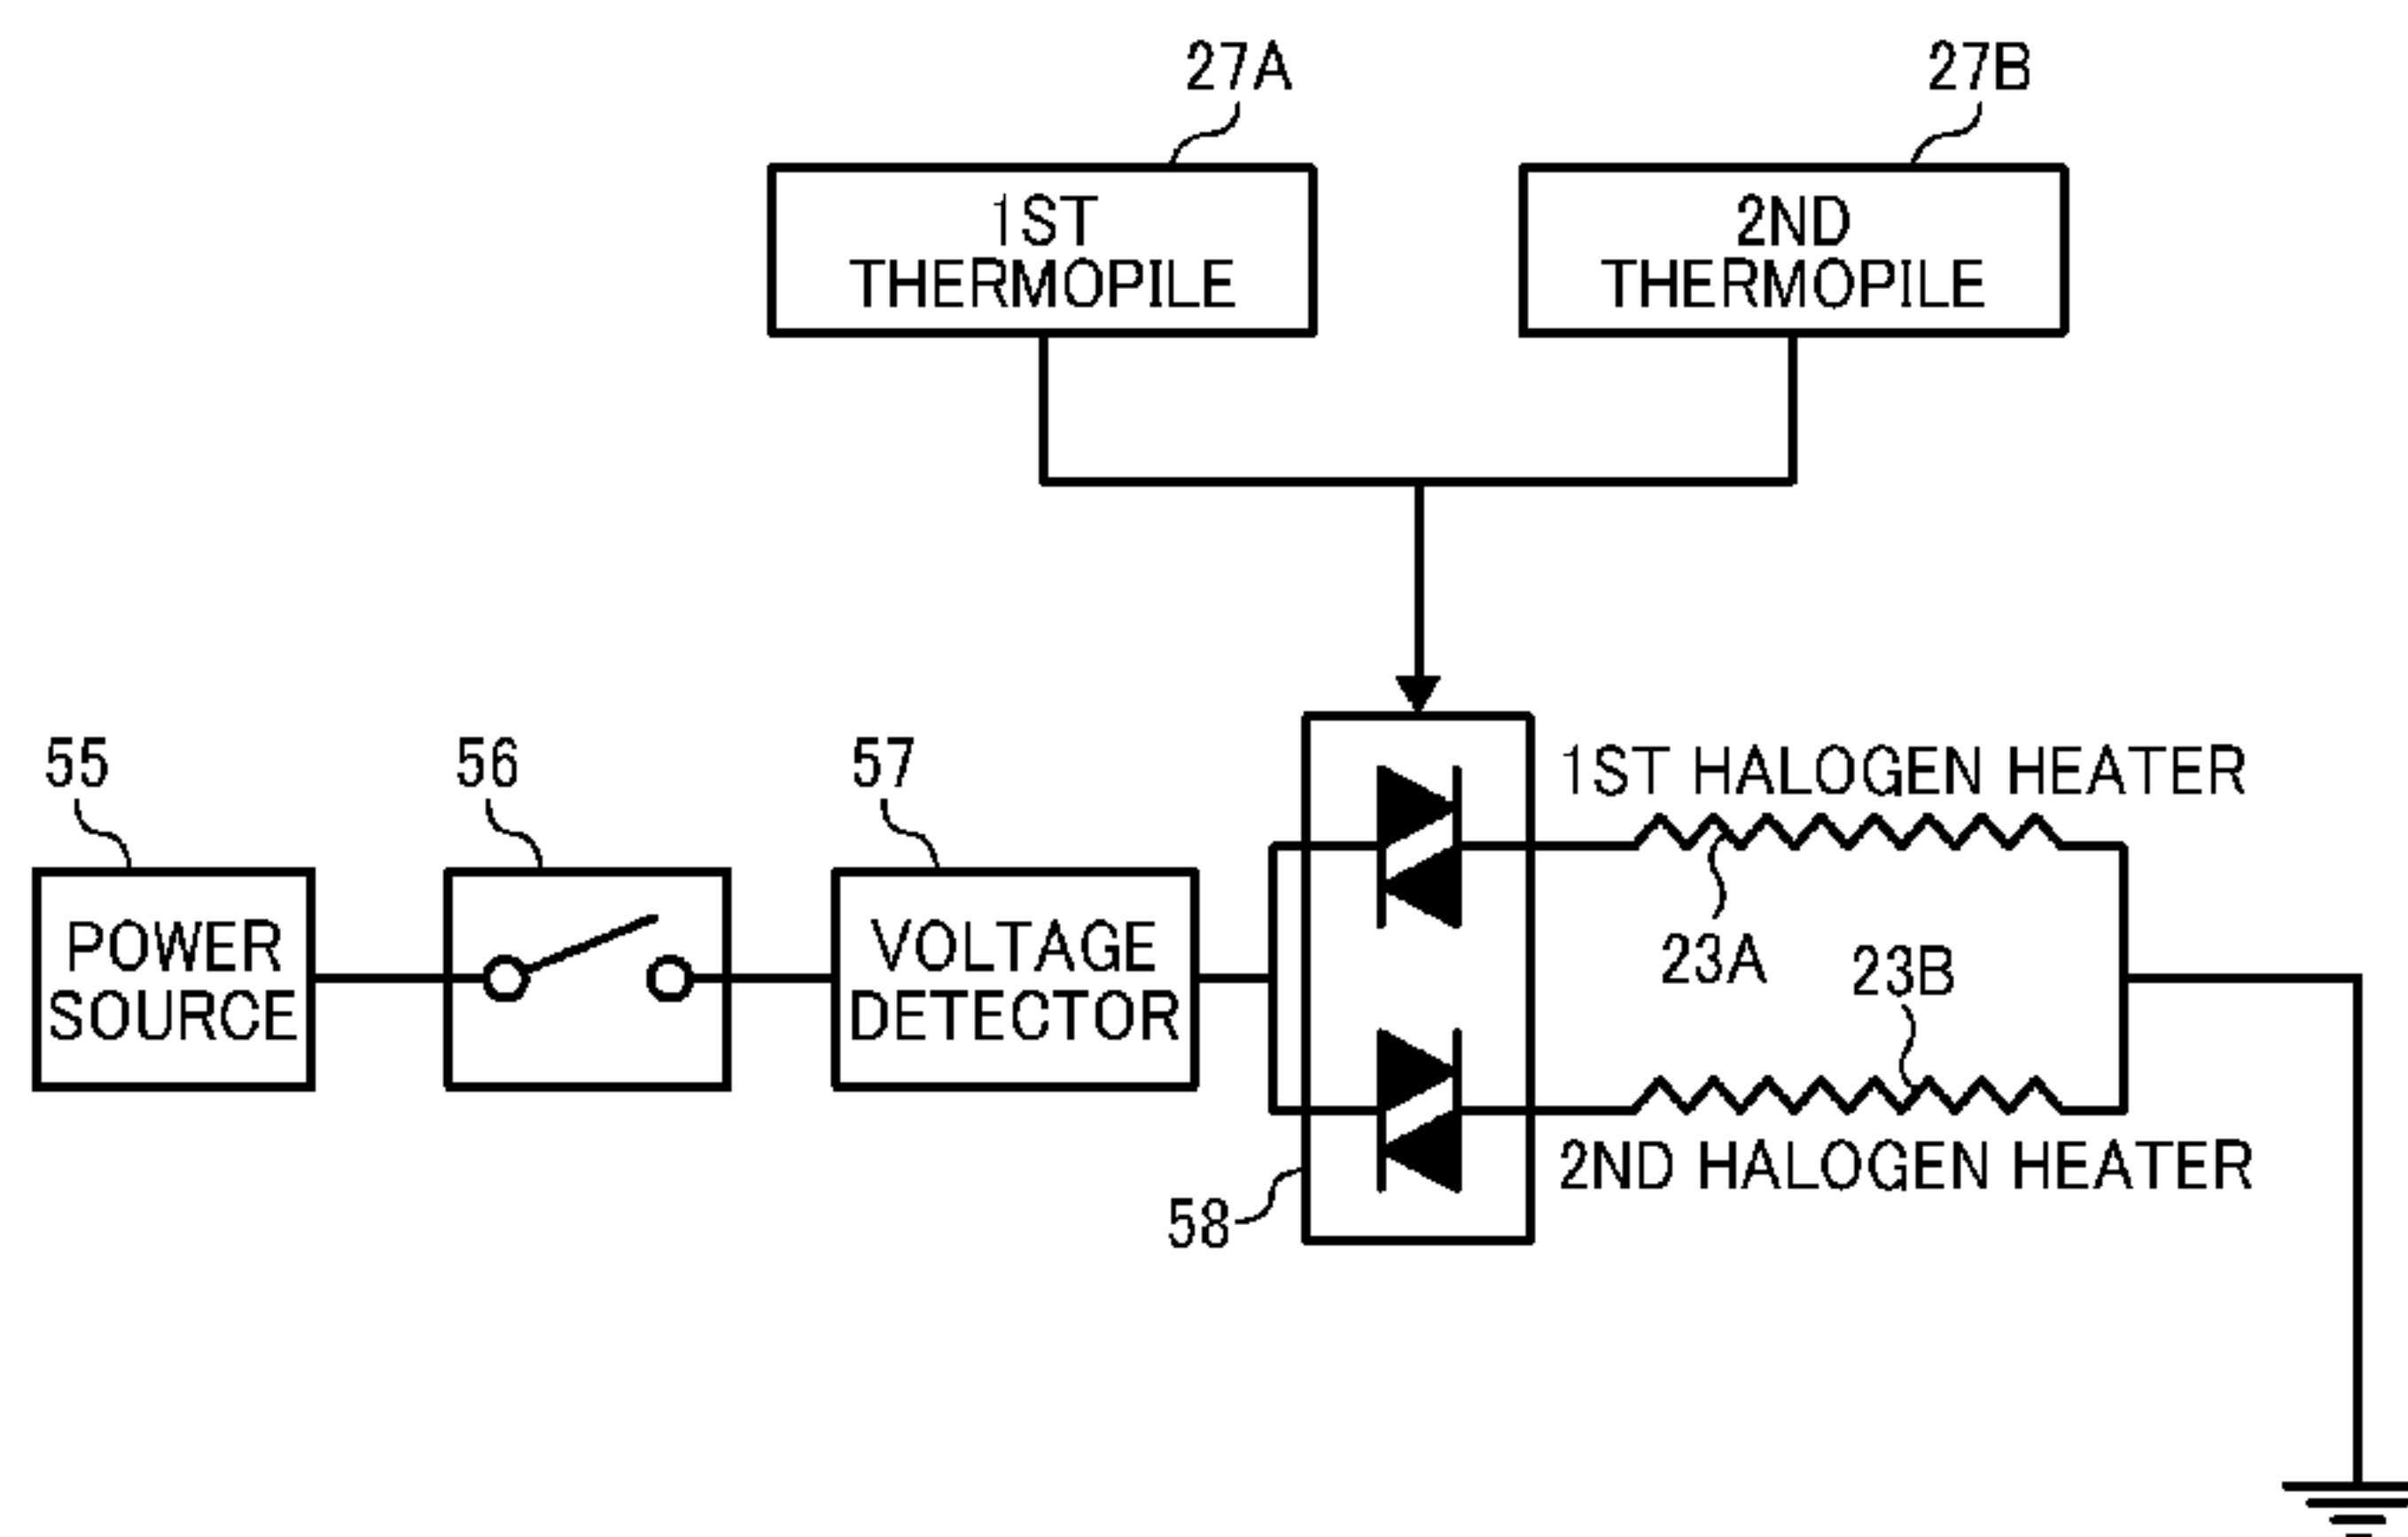 27A
27B
1ST
THERMOPILE
2ND
THERMOPILE
55
56
57
1ST HALOGEN HEATER
POWER
SOURCE
VOLTAGE
DETECTOR
23A
23B
58
2ND HALOGEN HEATER